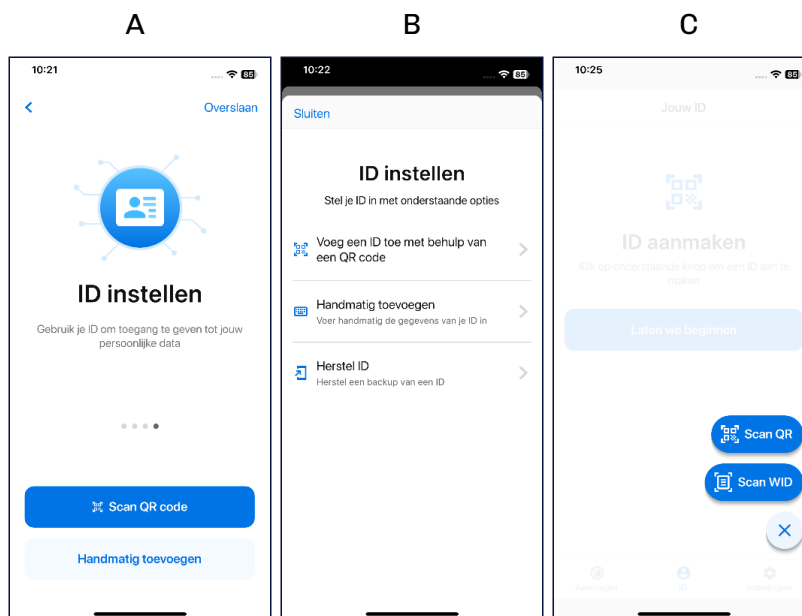 A
B
C
10:21
85
Overslaan
ID instellen
Gebruik je ID om toegang te geven tot jouw
persoonlijke data
Scan QR code
Handmatig toevoegen
10:22
85
Sluiten
ID instellen
Stel je ID in met onderstaande opties
Voeg een ID toe met behulp van
een QR code
Handmatig toevoegen
Voer handmatig de gegevens van je ID in
Herstel ID
Herstel een backup van een ID
10:25
85
Jouw ID
ID aanmaken
Klik op onderstaande knop om een ID aan te
maken
Laten we beginnen
Scan QR
Scan WID
Aanvragen
ID
Instellingen